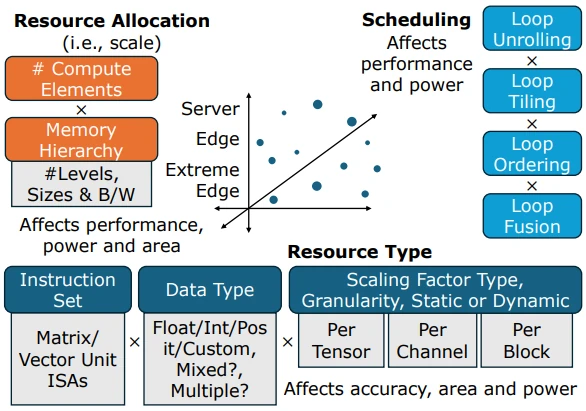 Resource Allocation
(i.e., scale)
# Compute
Elements
×
Memory
Hierarchy
#Levels,
Sizes & B/W
Affects performance,
power and area
Server
Edge
Extreme
Edge
Scheduling
Affects
performance
and power
Loop
Unrolling
×
Loop
Tiling
×
Loop
Ordering
×
Loop
Fusion
Resource Type
Instruction
Set
Matrix/
Vector Unit
ISAs
×
Data Type
Float/Int/Pos
it/Custom,
Mixed?,
Multiple?
×
Scaling Factor Type,
Granularity, Static or Dynamic
Per
Tensor
Per
Channel
Per
Block
Affects accuracy, area and power